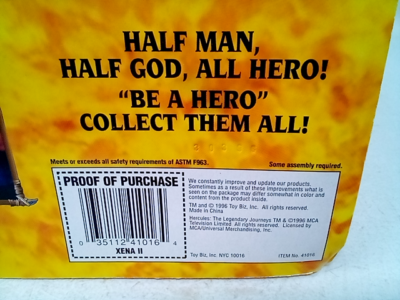 HALF MAN,
HALF GOD, ALL HERO!
“BE A HERO”
COLLECT THEM ALL!
Meets or exceeds all safety requirements of ASTM F963.
Some assembly required.
PROOF OF PURCHASE
0 35112 41016 4
XENA II
We constantly improve and update our products.
Sometimes as a result of these improvements what is
seen on the package may differ somewhat in color and
content from the product inside.
TM and © 1996 Toy Biz, Inc. All rights reserved.
Made in China
Hercules: The Legendary Journeys TM & ©1996 MCA
Television Limited All rights reserved. Licensed by
MCA/Universal Merchandising, Inc.
Toy Biz, Inc. NYC 10016
ITEM No. 41016